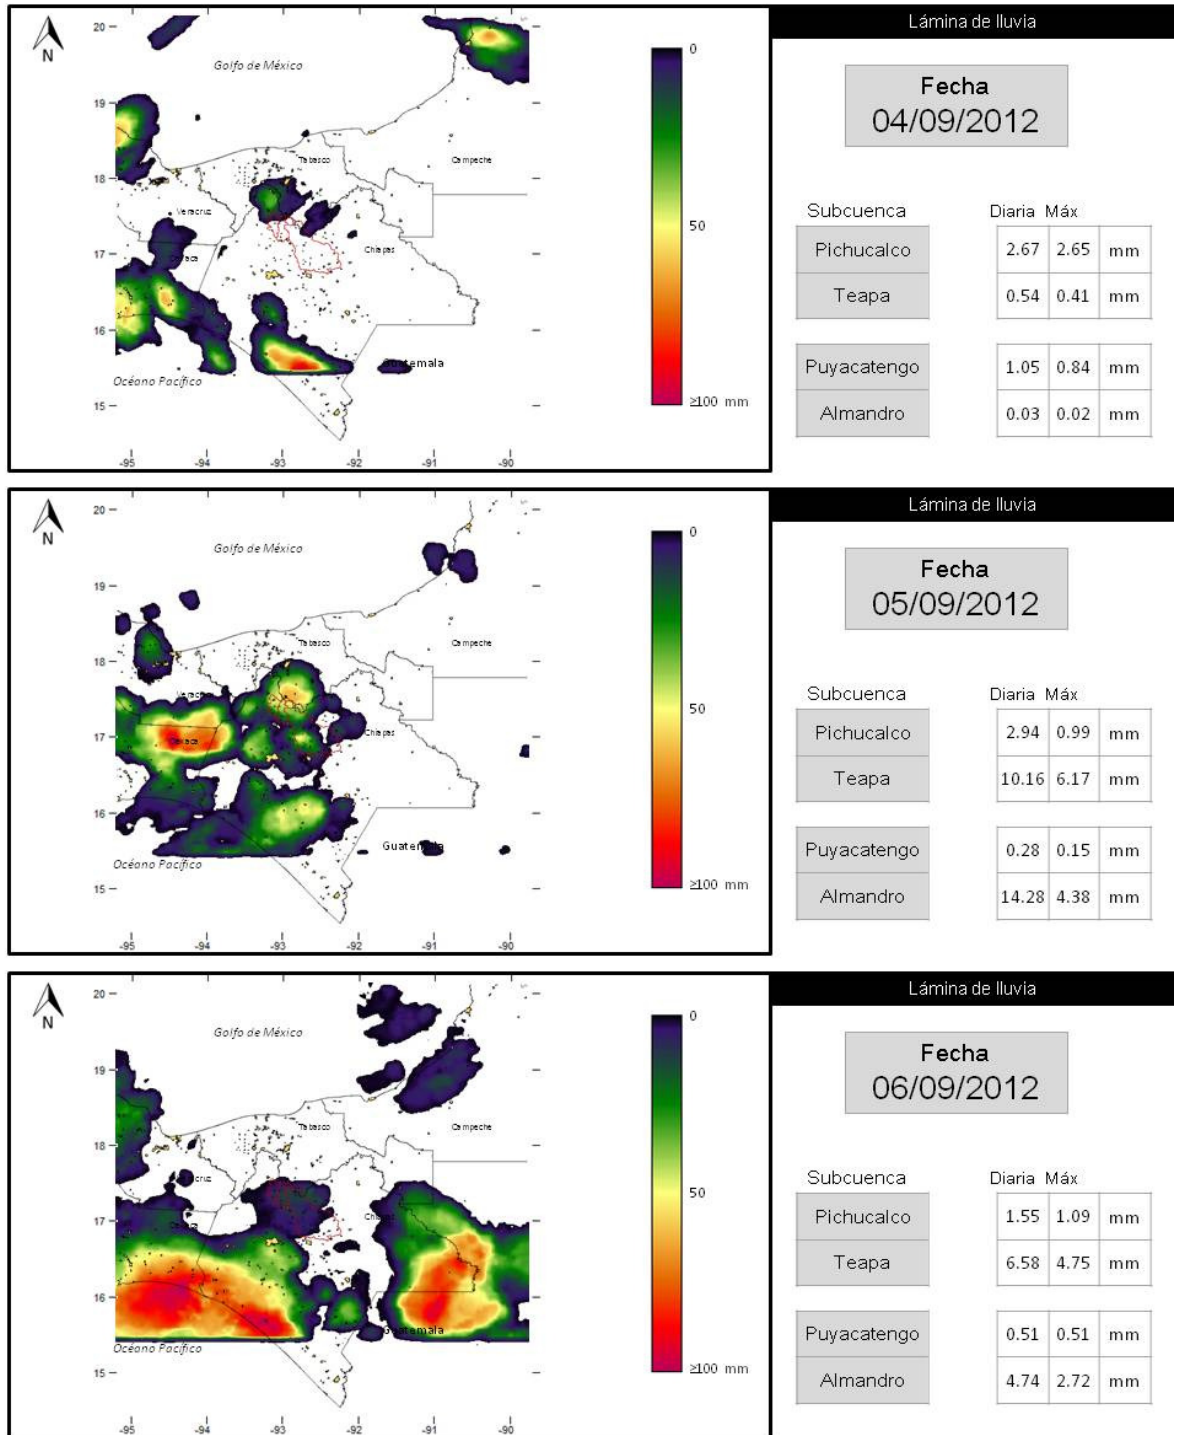 Lámina de lluvia
Fecha
04/09/2012
Subcuenca Diaria Máx
Pichucalco 2.67 2.65 mm
Teapa 0.54 0.41 mm
Puyacatengo 1.05 0.84 mm
Almandro 0.03 0.02 mm
N
Golfo de México
Tabasco
Campeche
Veracruz
Oaxaca
Chiapas
Guatemala
Océano Pacífico
20
19
18
17
16
15
-95 -94 -93 -92 -91 -90
0
50
≥100 mm
Lámina de lluvia
Fecha
05/09/2012
Subcuenca Diaria Máx
Pichucalco 2.94 0.99 mm
Teapa 10.16 6.17 mm
Puyacatengo 0.28 0.15 mm
Almandro 14.28 4.38 mm
N
Golfo de México
Tabasco
Campeche
Veracruz
Oaxaca
Chiapas
Guatemala
Océano Pacífico
20
19
18
17
16
15
-95 -94 -93 -92 -91 -90
0
50
≥100 mm
Lámina de lluvia
Fecha
06/09/2012
Subcuenca Diaria Máx
Pichucalco 1.55 1.09 mm
Teapa 6.58 4.75 mm
Puyacatengo 0.51 0.51 mm
Almandro 4.74 2.72 mm
N
Golfo de México
Tabasco
Campeche
Chiapas
Guatemala
Océano Pacífico
20
19
18
17
16
15
-95 -94 -93 -92 -91 -90
0
50
≥100 mm